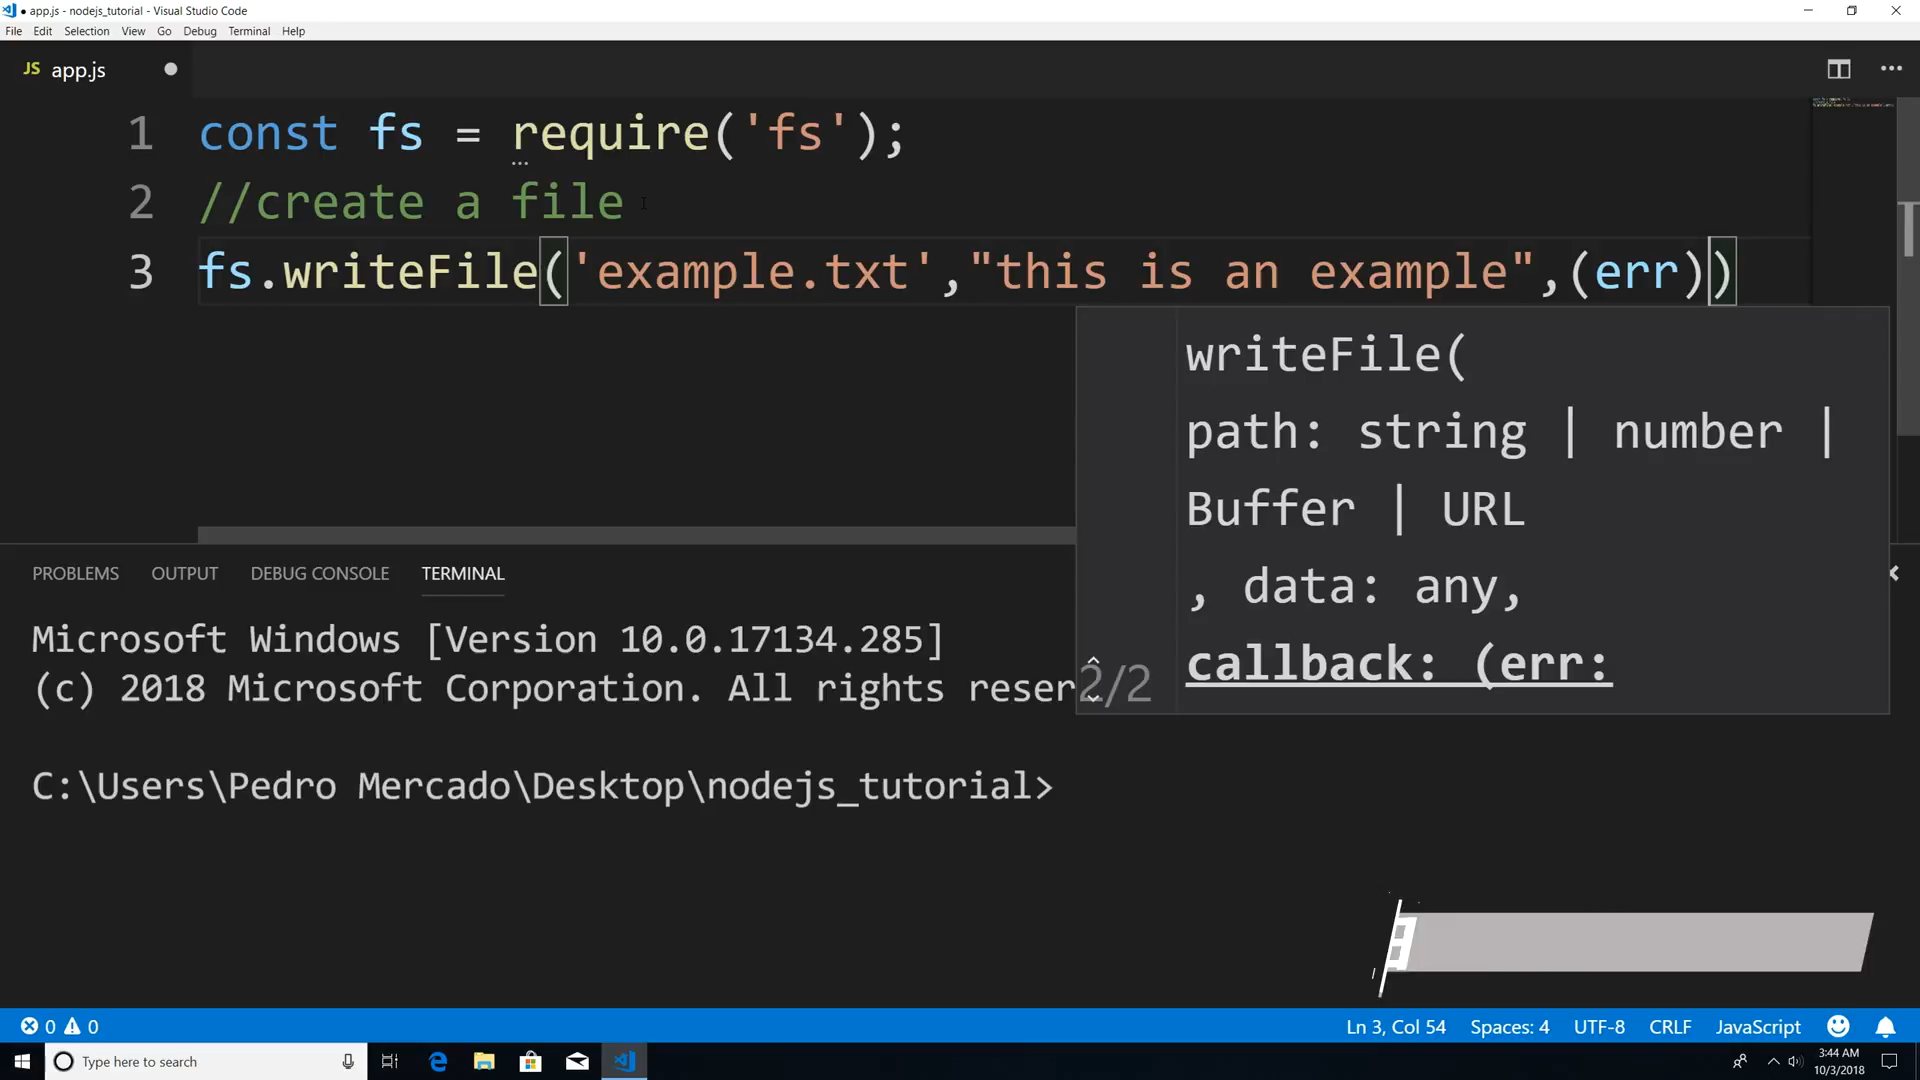 ● app.js - nodejs_tutorial - Visual Studio Code
File Edit Selection View Go Debug Terminal Help
JS app.js
1 const fs = require('fs');
2 //create a file
3 fs.writeFile('example.txt',"this is an example",(err))
writeFile(
path: string | number |
Buffer | URL
, data: any,
callback: (err:
2/2
PROBLEMS OUTPUT DEBUG CONSOLE TERMINAL
Microsoft Windows [Version 10.0.17134.285]
(c) 2018 Microsoft Corporation. All rights reser
C:\Users\Pedro Mercado\Desktop\nodejs_tutorial>
0 0 Ln 3, Col 54 Spaces: 4 UTF-8 CRLF JavaScript
Type here to search
3:44 AM
10/3/2018